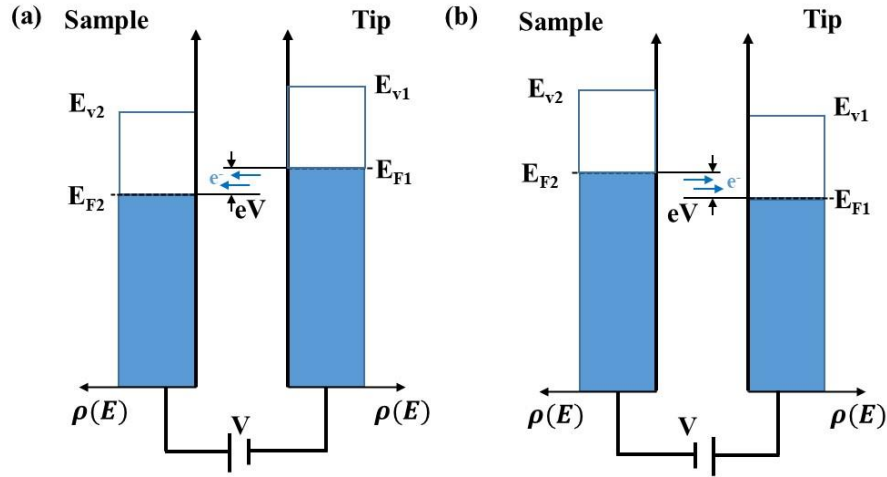 (a)
Sample
Tip
E_v2
E_v1
e⁻
E_F1
E_F2
eV
ρ(E)
ρ(E)
V
(b)
Sample
Tip
E_v2
E_v1
e⁻
E_F2
E_F1
eV
ρ(E)
ρ(E)
V